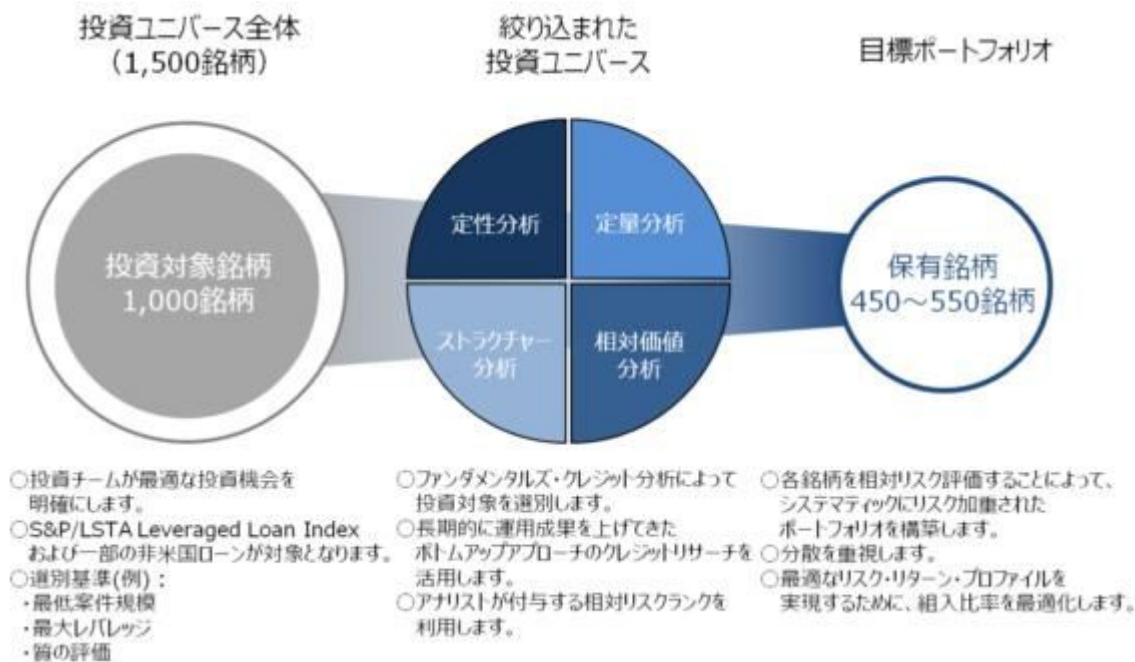 投資ユニバース全体
（1,500銘柄）
絞り込まれた
投資ユニバース
目標ポートフォリオ
投資対象銘柄
1,000銘柄
定性分析
定量分析
ストラクチャー
分析
相対価値
分析
保有銘柄
450～550銘柄
○投資チームが最適な投資機会を
明確にします。
○S&P/LSTA Leveraged Loan Index
および一部の非米国ローンが対象となります。
○選別基準(例)：
・最低案件規模
・最大レバレッジ
・質の評価
○ファンダメンタルズ・クレジット分析によって
投資対象を選別します。
○長期的に運用成果を上げてきた
ボトムアップアプローチのクレジットリサーチを
活用します。
○アナリストが付与する相対リスクランクを
利用します。
○各銘柄を相対リスク評価することによって、
システマティックにリスク加重された
ポートフォリオを構築します。
○分散を重視します。
○最適なリスク・リターン・プロファイルを
実現するために、組入比率を最適化します。